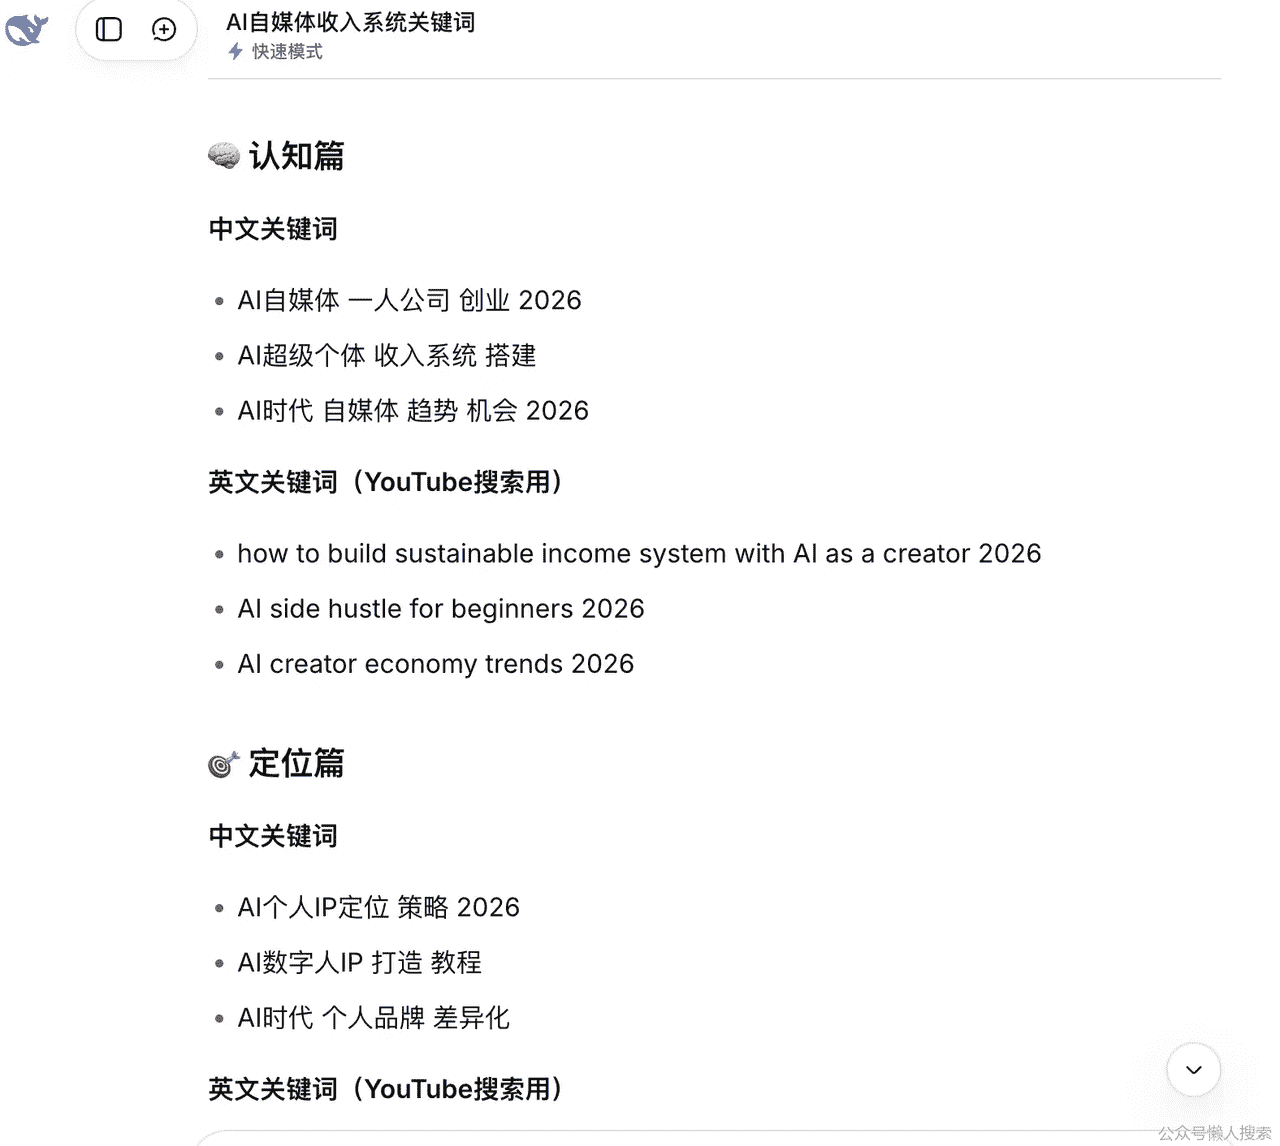 AI自媒体收入系统关键词
快速模式
认知篇
中文关键词
AI自媒体 一人公司 创业 2026
AI超级个体 收入系统 搭建
AI时代 自媒体 趋势 机会 2026
英文关键词（YouTube搜索用）
how to build sustainable income system with AI as a creator 2026
AI side hustle for beginners 2026
AI creator economy trends 2026
定位篇
中文关键词
AI个人IP定位 策略 2026
AI数字人IP 打造 教程
AI时代 个人品牌 差异化
英文关键词（YouTube搜索用）
公众号懒人搜索